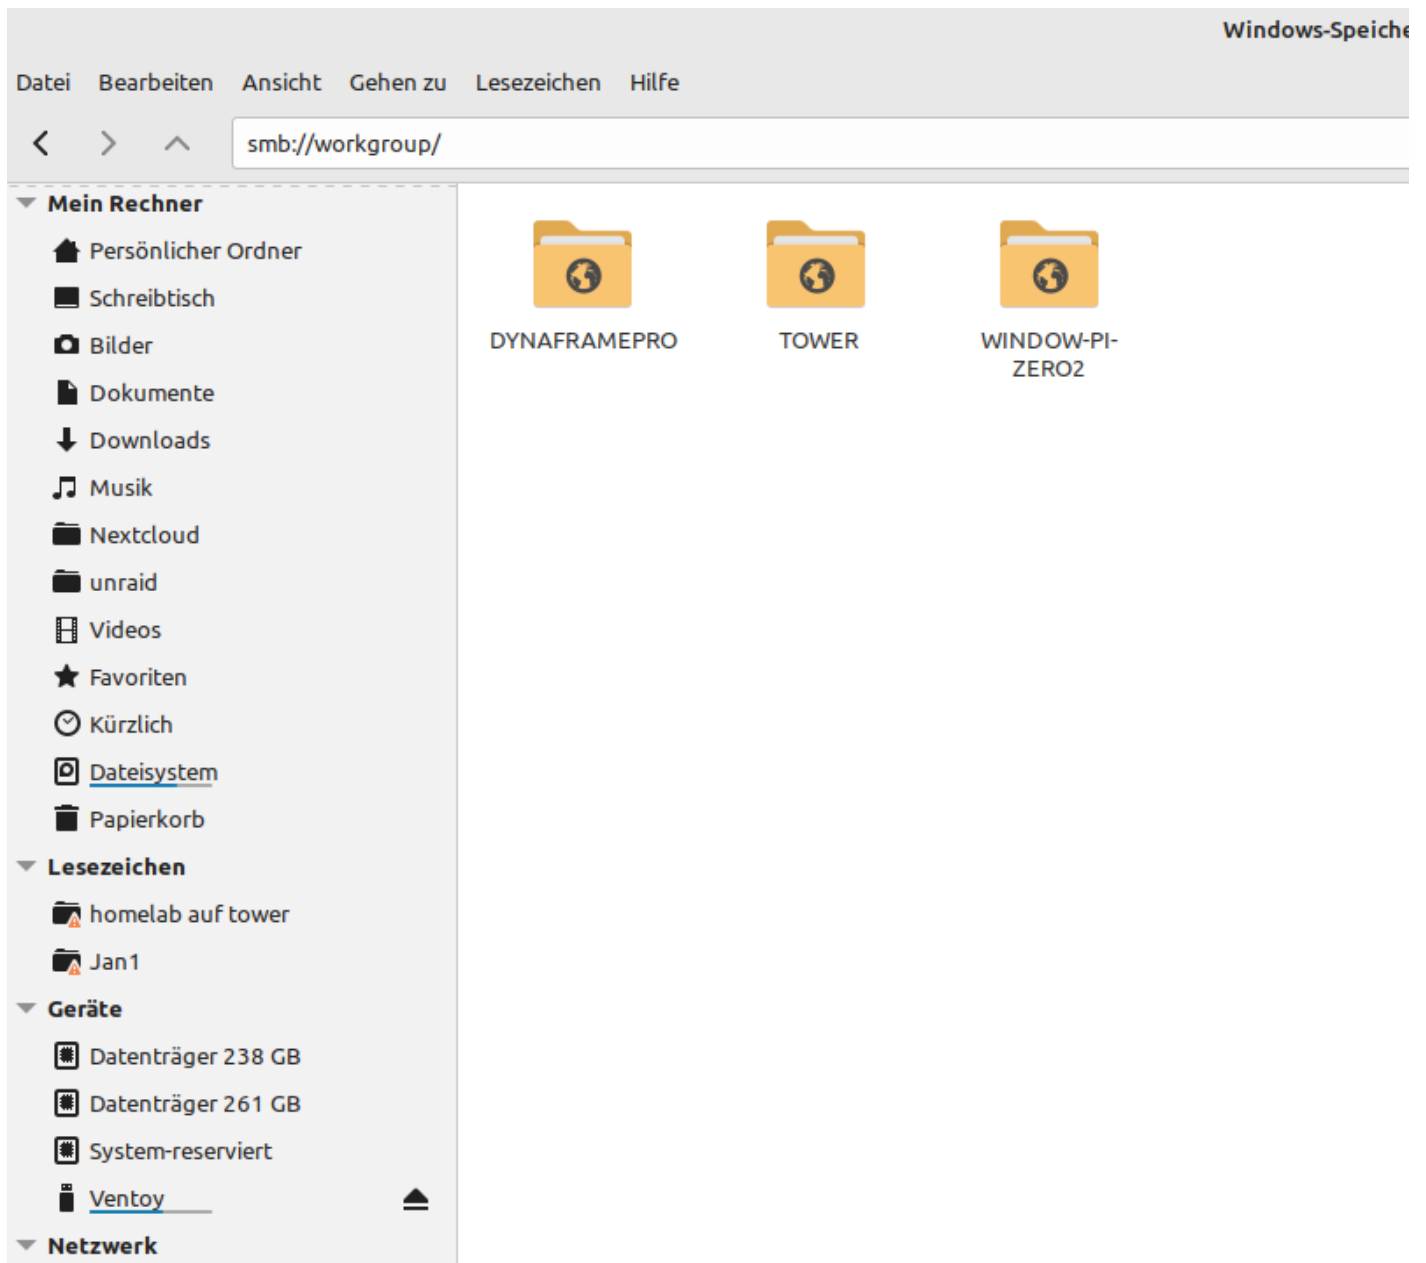 Windows-Speiche
Datei Bearbeiten Ansicht Gehen zu Lesezeichen Hilfe
smb://workgroup/
Mein Rechner
Persönlicher Ordner
Schreibtisch
Bilder
Dokumente
Downloads
Musik
Nextcloud
unraid
Videos
Favoriten
Kürzlich
Dateisystem
Papierkorb
Lesezeichen
homelab auf tower
Jan1
Geräte
Datenträger 238 GB
Datenträger 261 GB
System-reserviert
Ventoy
Netzwerk
DYNAFRAMEPRO
TOWER
WINDOW-PI-
ZERO2